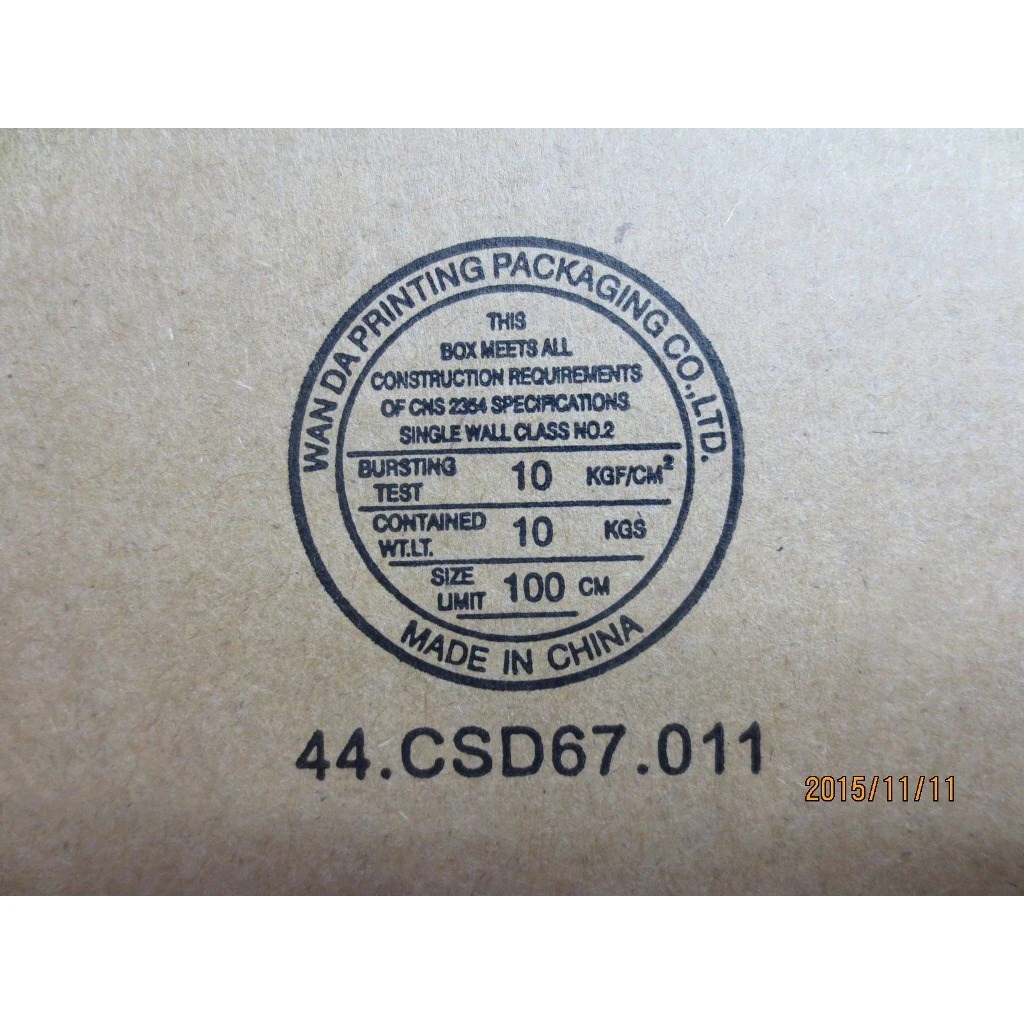 WAN DA PRINTING PACKAGING CO.,LTD.
THIS
BOX MEETS ALL
CONSTRUCTION REQUIREMENTS
OF CNS 2354 SPECIFICATIONS
SINGLE WALL CLASS NO.2
BURSTING TEST 10 KGF/CM²
CONTAINED WT.LT. 10 KGS
SIZE LIMIT 100 CM
MADE IN CHINA
44.CSD67.011
2015/11/11